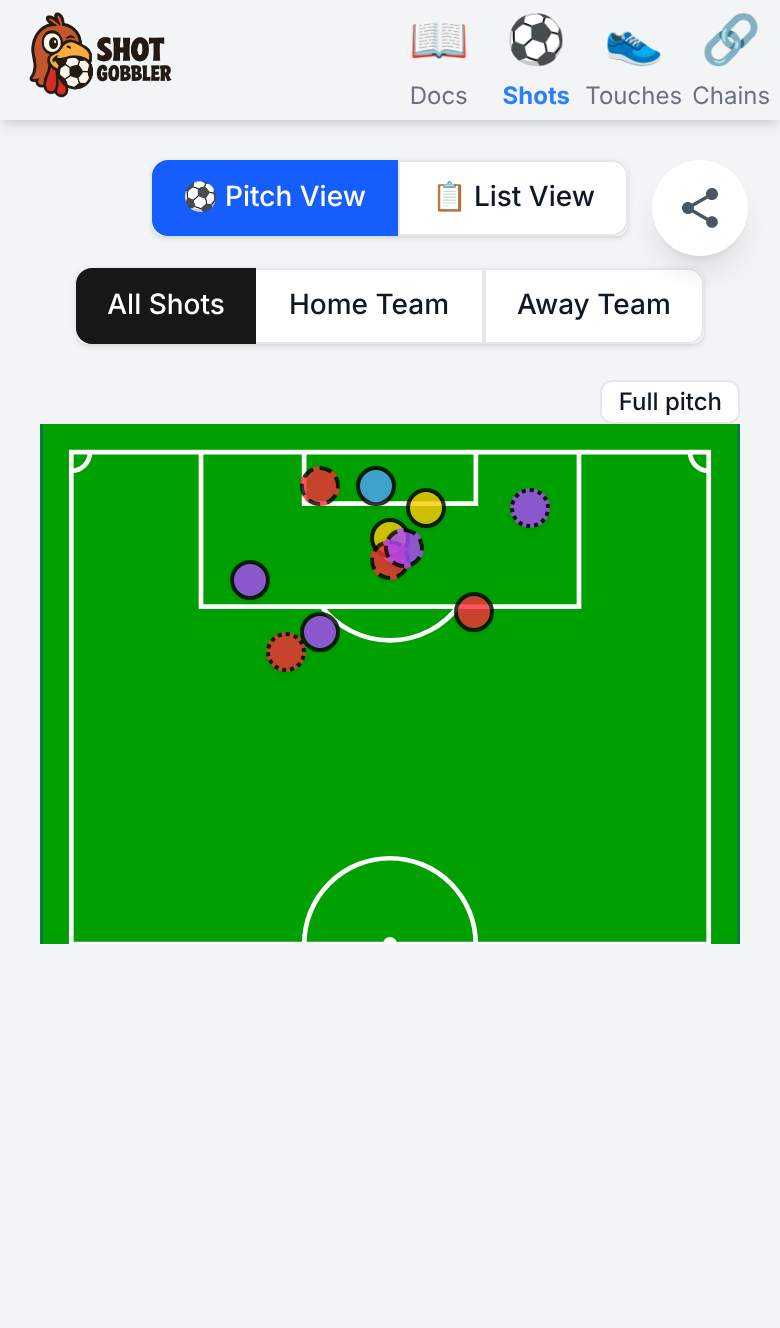 SHOT
GOBBLER
Docs
Shots
Touches
Chains
Pitch View
List View
All Shots
Home Team
Away Team
Full pitch